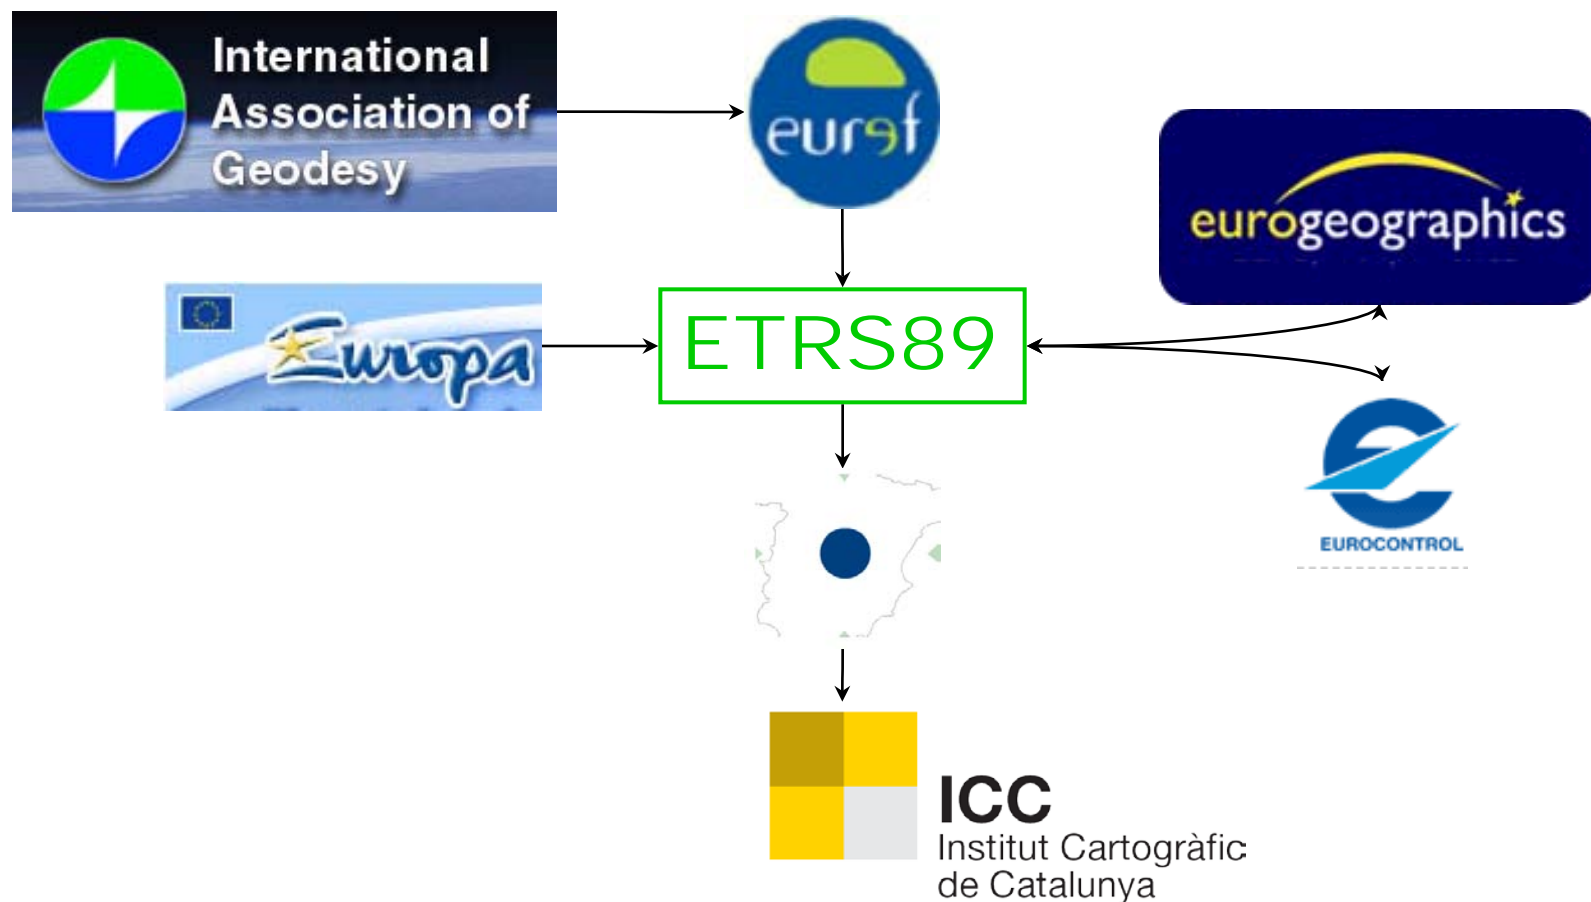 International
Association of
Geodesy
euref
eurogeographics
Europa
ETRS89
EUROCONTROL
ICC
Institut Cartogràfic
de Catalunya